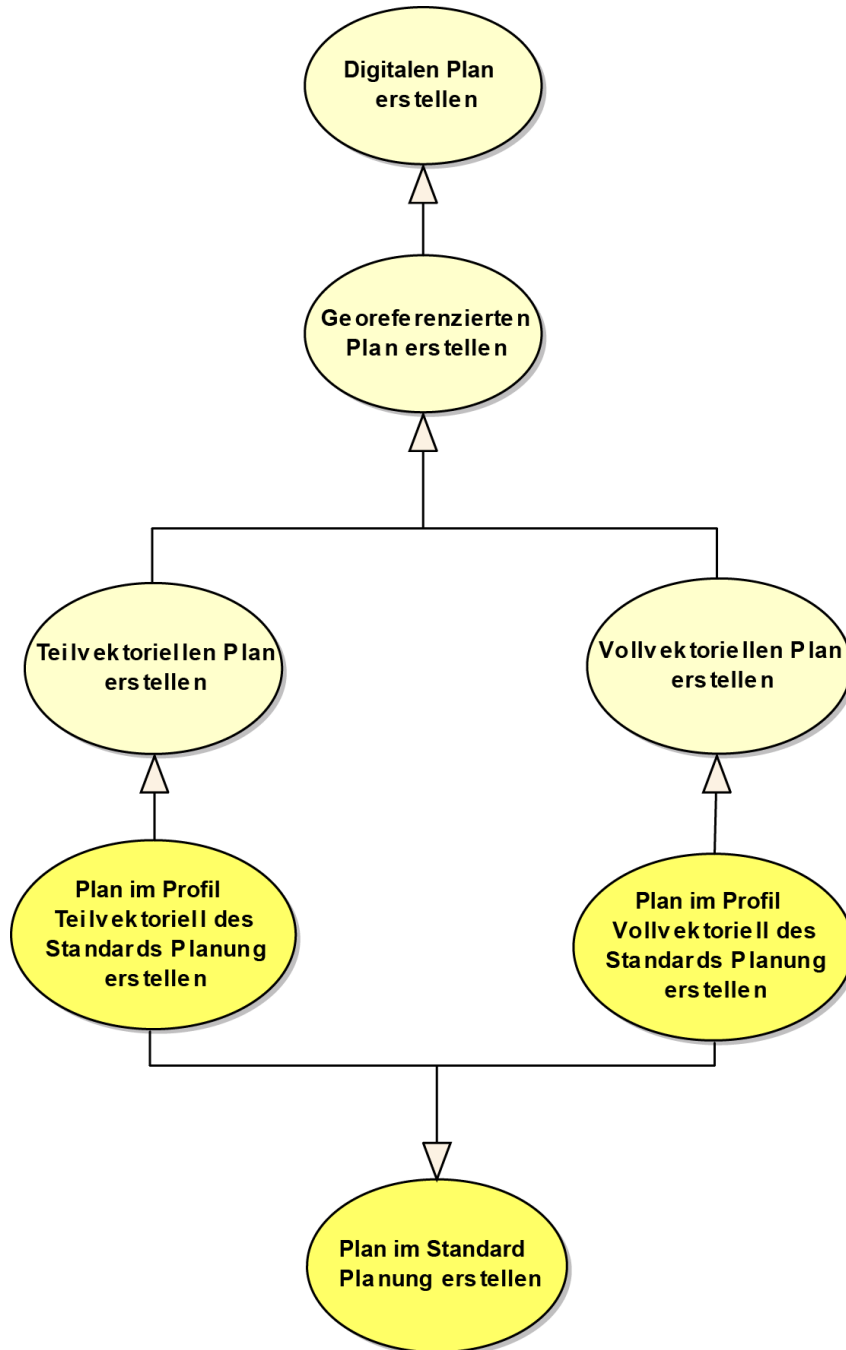 Digitalen Plan
erstellen
Georeferenzierten
Plan erstellen
Teilvektoriellen Plan
erstellen
Vollvektoriellen Plan
erstellen
Plan im Profil
Teilvektoriell des
Standards Planung
erstellen
Plan im Profil
Vollvektoriell des
Standards Planung
erstellen
Plan im Standard
Planung erstellen